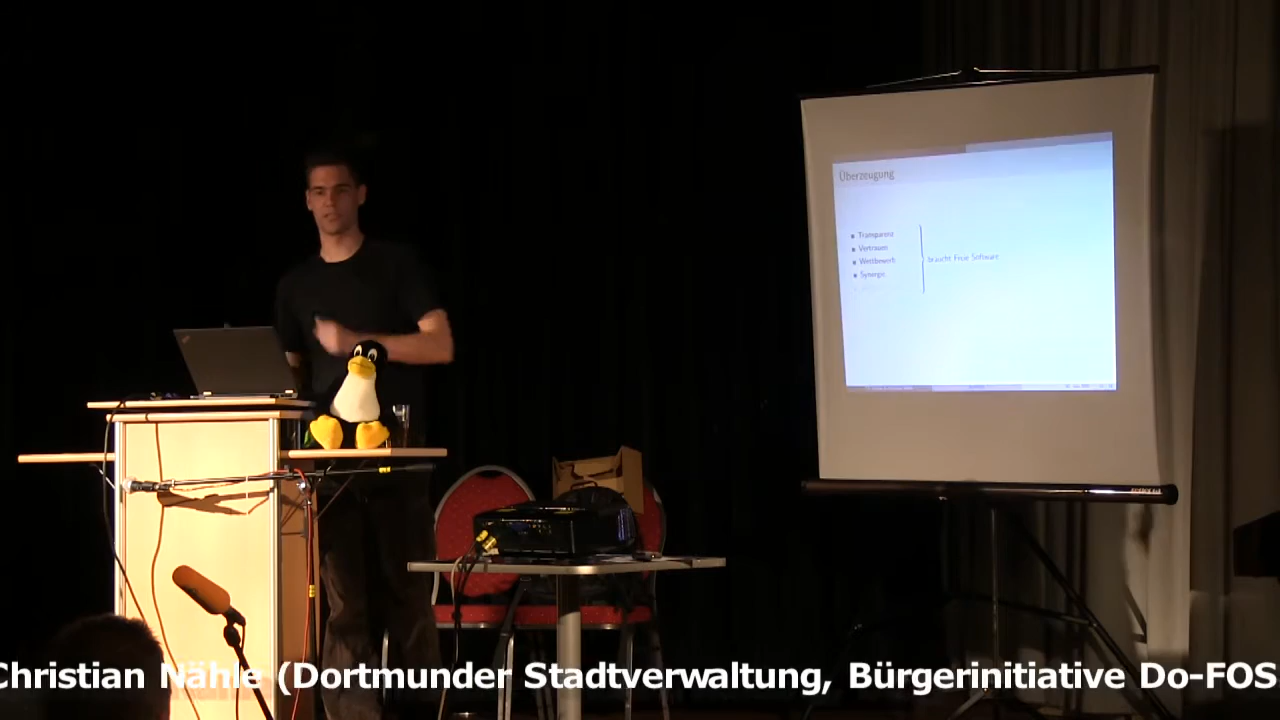 Überzeugung
Transparenz
Vertrauen
Wettbewerb
Synergie
braucht Freie Software
Christian Nähle (Dortmunder Stadtverwaltung, Bürgerinitiative Do-FOS